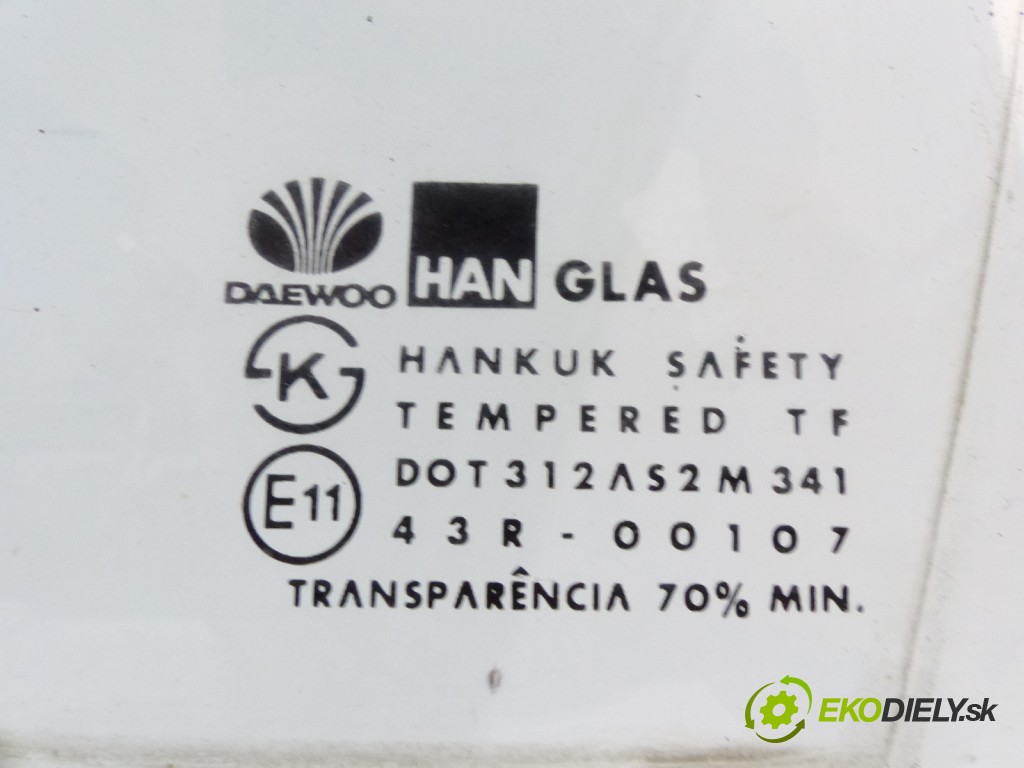 DAEWOO HAN GLAS
K HANKUK SAFETY
TEMPERED TF
E11 DOT312AS2M341
43R-00107
TRANSPARÊNCIA 70% MIN.
EKODIELY.sk